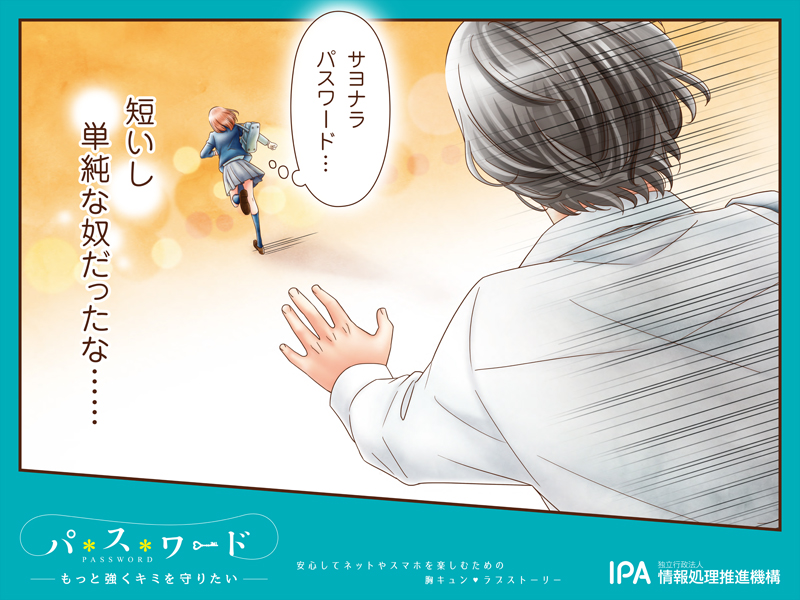 サヨナラ
パスワード…
短いし
単純な奴だったな……
パ*ス*ワード
PASSWORD
もっと強くキミを守りたい
安心してネットやスマホを楽しむための
胸キュン♥ラブストーリー
IPA
独立行政法人
情報処理推進機構